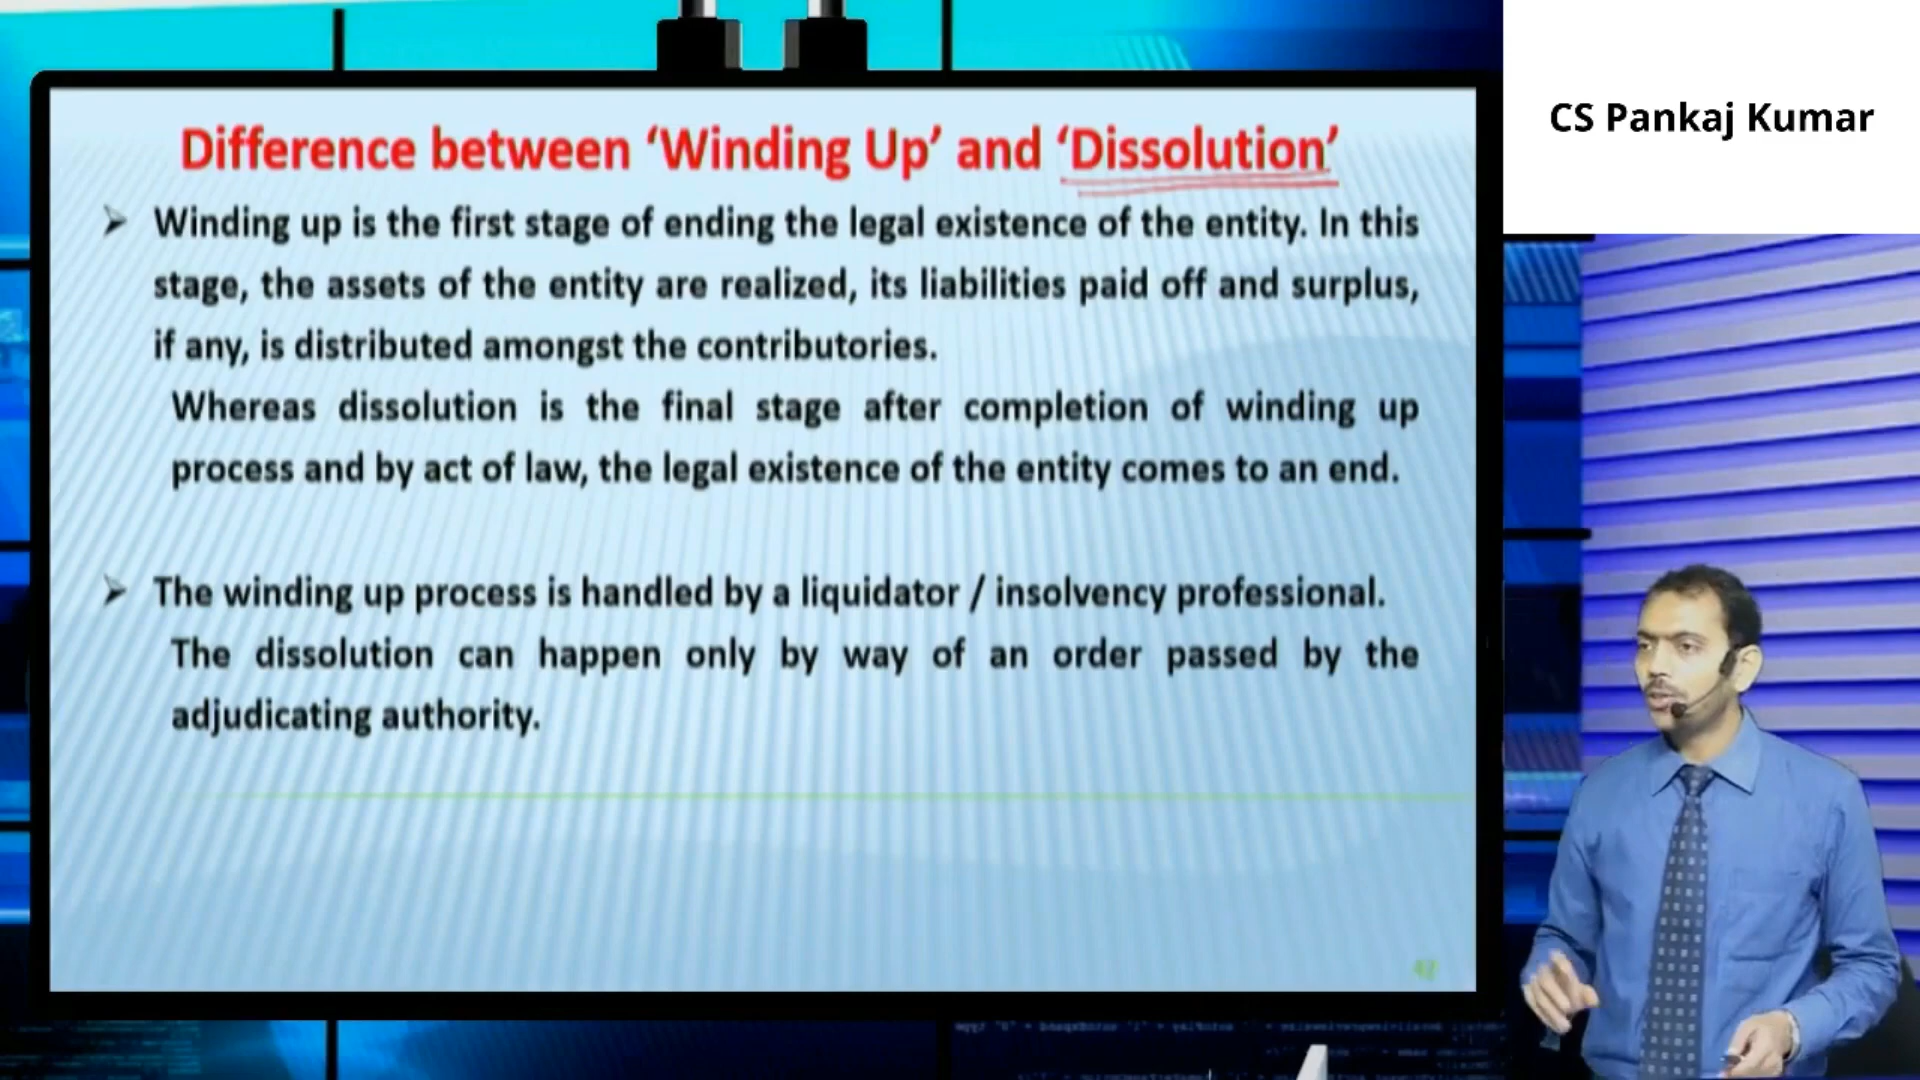 Difference between ‘Winding Up’ and ‘Dissolution’
➢ Winding up is the first stage of ending the legal existence of the entity. In this
stage, the assets of the entity are realized, its liabilities paid off and surplus,
if any, is distributed amongst the contributories.
Whereas dissolution is the final stage after completion of winding up
process and by act of law, the legal existence of the entity comes to an end.
➢ The winding up process is handled by a liquidator / insolvency professional.
The dissolution can happen only by way of an order passed by the
adjudicating authority.
CS Pankaj Kumar